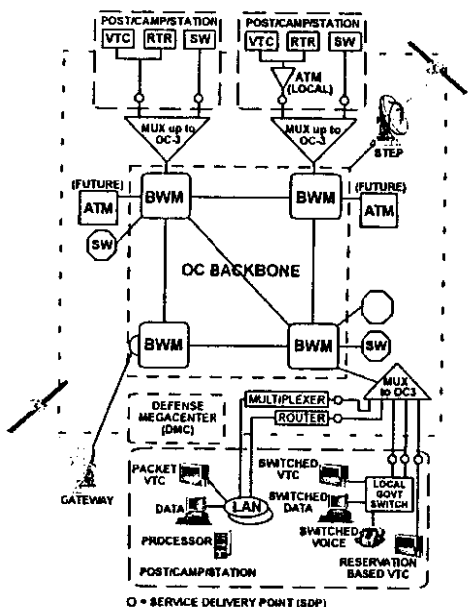 POST/CAMP/STATION
VTC RTR SW
POST/CAMP/STATION
VTC RTR SW
ATM
(LOCAL)
MUX up to
OC-3
MUX up to
OC-3
STEP
(FUTURE)
ATM
BWM
BWM
(FUTURE)
ATM
SW
OC BACKBONE
BWM
BWM
SW
MUX
to OC3
MULTIPLEXER
ROUTER
DEFENSE
MEGACENTER
(DMC)
GATEWAY
PACKET
VTC
DATA
LAN
PROCESSOR
SWITCHED
VTC
SWITCHED
DATA
SWITCHED
VOICE
LOCAL
GOVT
SWITCH
RESERVATION
BASED VTC
POST/CAMP/STATION
O = SERVICE DELIVERY POINT (SDP)